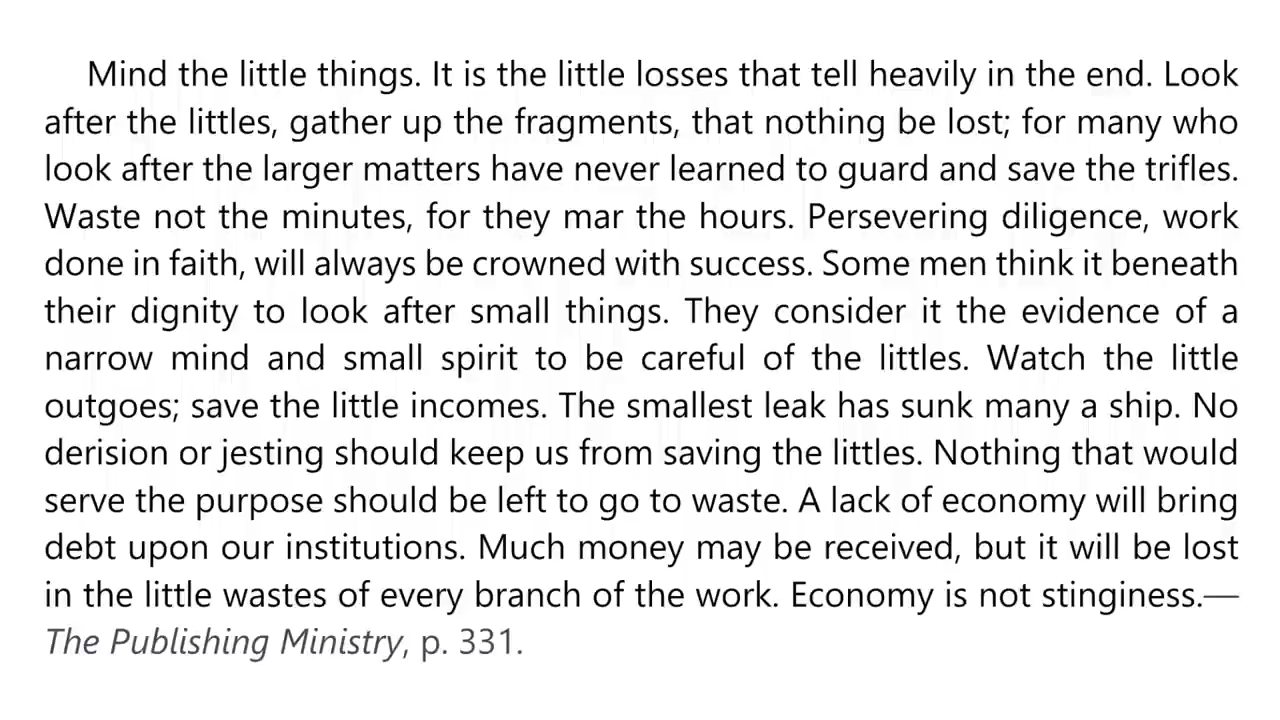 Mind the little things. It is the little losses that tell heavily in the end. Look
after the littles, gather up the fragments, that nothing be lost; for many who
look after the larger matters have never learned to guard and save the trifles.
Waste not the minutes, for they mar the hours. Persevering diligence, work
done in faith, will always be crowned with success. Some men think it beneath
their dignity to look after small things. They consider it the evidence of a
narrow mind and small spirit to be careful of the littles. Watch the little
outgoes; save the little incomes. The smallest leak has sunk many a ship. No
derision or jesting should keep us from saving the littles. Nothing that would
serve the purpose should be left to go to waste. A lack of economy will bring
debt upon our institutions. Much money may be received, but it will be lost
in the little wastes of every branch of the work. Economy is not stinginess.—
The Publishing Ministry, p. 331.